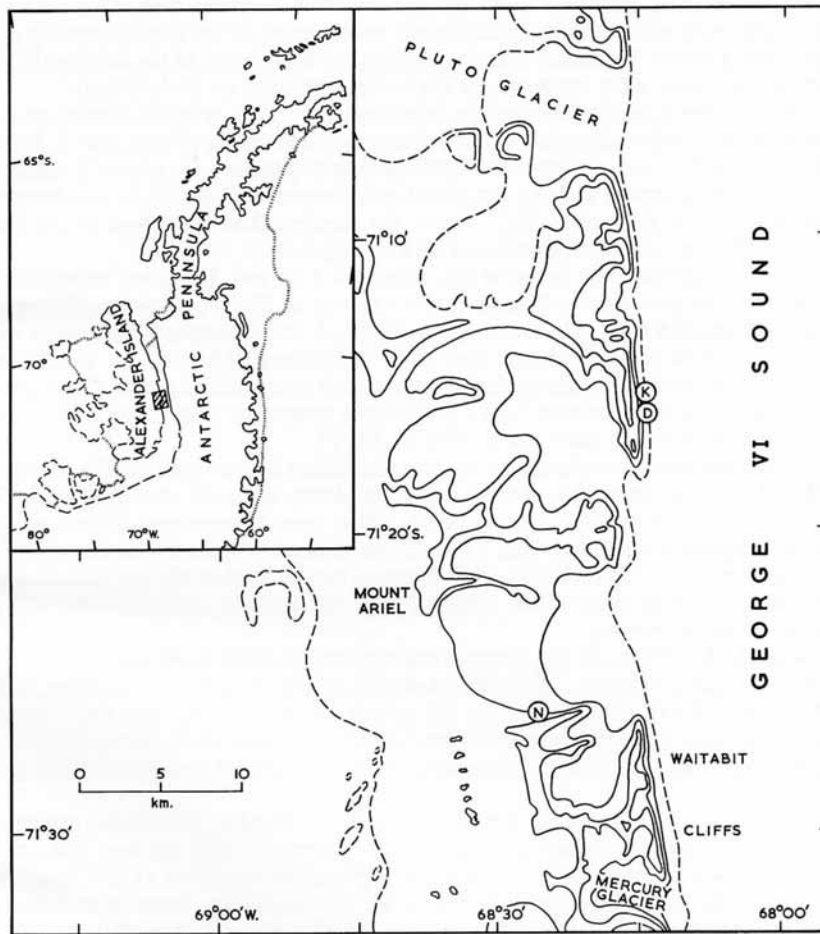 PLUTO GLACIER
65°S.
71°10'
PENINSULA
ANTARCTIC
ALEXANDER ISLAND
70°
GEORGE VI SOUND
K
D
80°
70°W.
60°
71°20'S.
MOUNT
ARIEL
N
WAITABIT
CLIFFS
0 5 10
km.
71°30'
MERCURY
GLACIER
69°00'W.
68°30'
68°00'